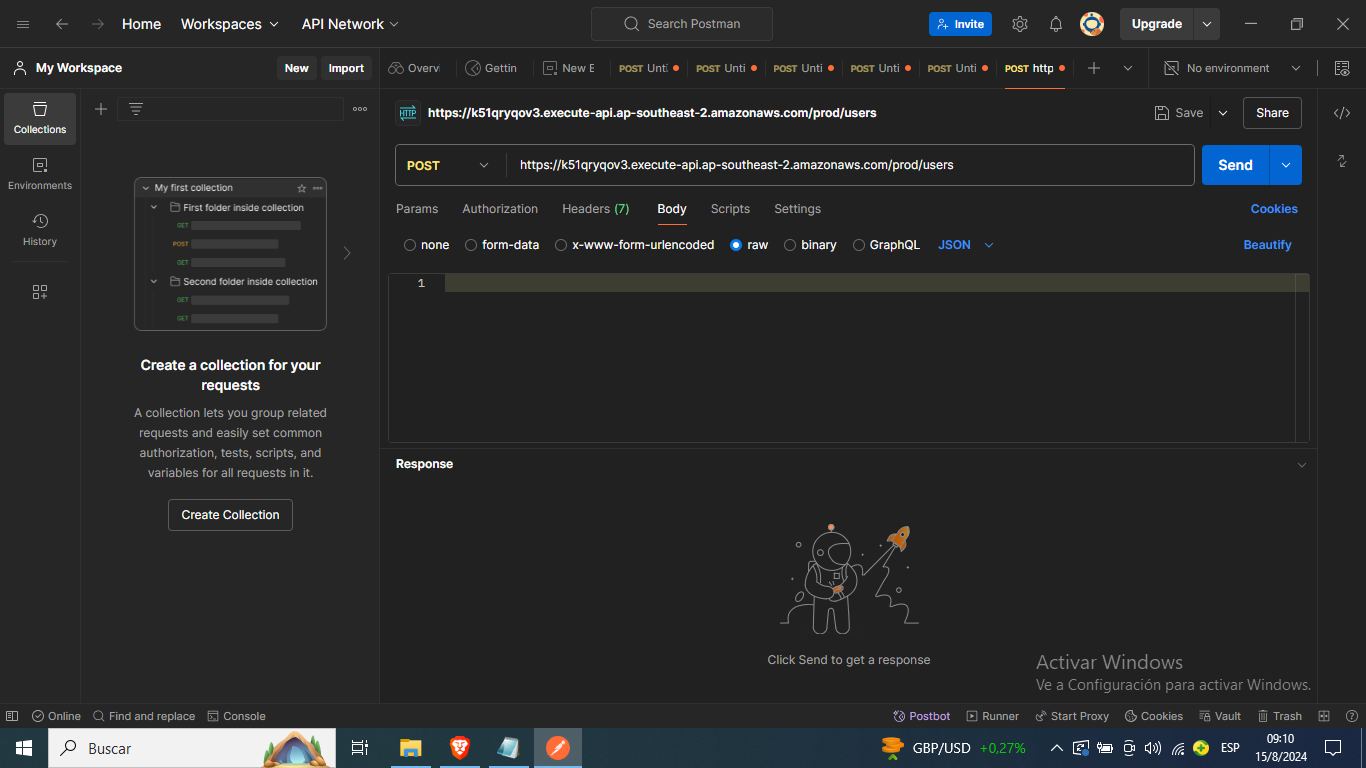 Home Workspaces API Network Search Postman Invite Upgrade
My Workspace New Import Overvi Gettin New E POST Unti POST Unti POST Unti POST Unti POST Unti POST http No environment
Collections
Environments
History
HTTP https://k51qryqov3.execute-api.ap-southeast-2.amazonaws.com/prod/users Save Share
POST https://k51qryqov3.execute-api.ap-southeast-2.amazonaws.com/prod/users Send
Params Authorization Headers (7) Body Scripts Settings Cookies
none form-data x-www-form-urlencoded raw binary GraphQL JSON Beautify
1
My first collection
First folder inside collection
GET
POST
GET
Second folder inside collection
GET
GET
Create a collection for your
requests
A collection lets you group related
requests and easily set common
authorization, tests, scripts, and
variables for all requests in it.
Create Collection
Response
Click Send to get a response
Activar Windows
Ve a Configuración para activar Windows.
Online Find and replace Console Postbot Runner Start Proxy Cookies Vault Trash
Buscar GBP/USD +0,27% ESP 09:10
15/8/2024